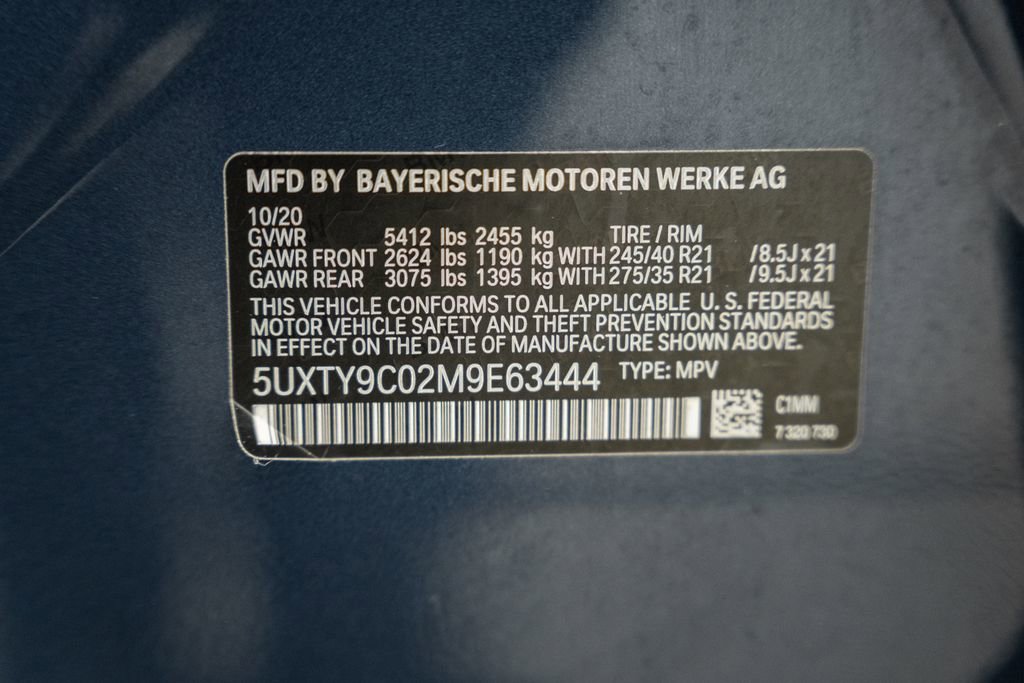 MFD BY BAYERISCHE MOTOREN WERKE AG
10/20
GVWR 5412 lbs 2455 kg TIRE / RIM
GAWR FRONT 2624 lbs 1190 kg WITH 245/40 R21 /8.5J x 21
GAWR REAR 3075 lbs 1395 kg WITH 275/35 R21 /9.5J x 21
THIS VEHICLE CONFORMS TO ALL APPLICABLE U. S. FEDERAL
MOTOR VEHICLE SAFETY AND THEFT PREVENTION STANDARDS
IN EFFECT ON THE DATE OF MANUFACTURE SHOWN ABOVE.
5UXTY9C02M9E63444 TYPE: MPV
C1MM
7 320 730